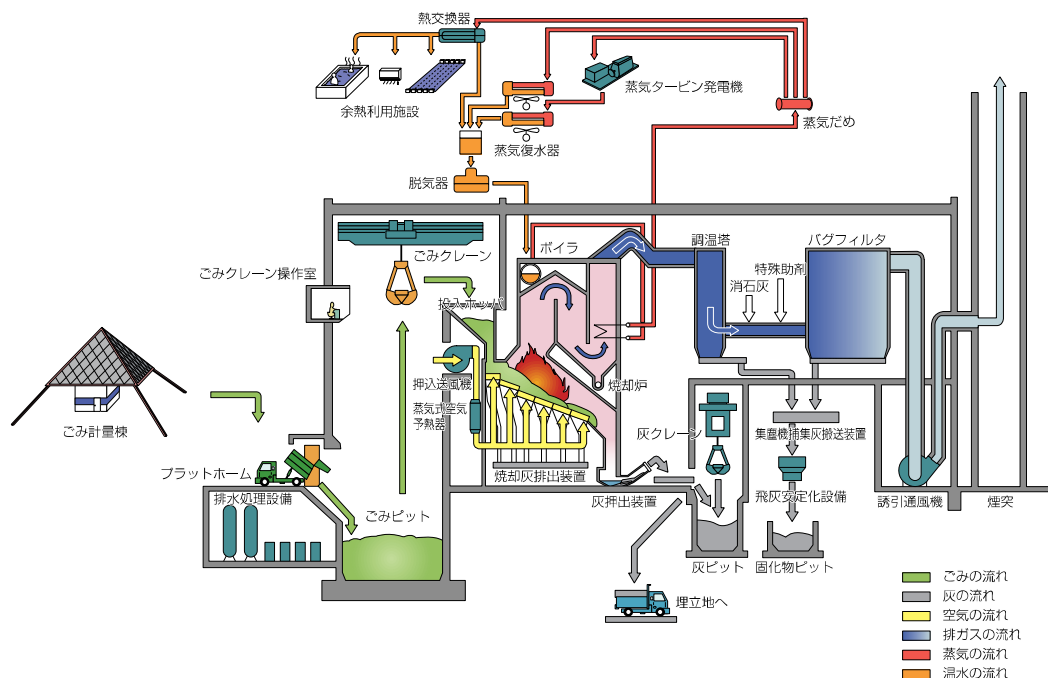 熱交換器
余熱利用施設
蒸気タービン発電機
蒸気だめ
蒸気復水器
脱気器
ごみクレーン
ボイラ
調温塔
バグフィルタ
特殊助剤
消石灰
ごみクレーン操作室
投入ホッパ
押込送風機
蒸気式空気
予熱器
焼却炉
ごみ計量棟
灰クレーン
集塵機捕集灰搬送装置
プラットホーム
焼却灰排出装置
排水処理設備
ごみピット
灰押出装置
飛灰安定化設備
誘引通風機
煙突
灰ピット
固化物ピット
埋立地へ
ごみの流れ
灰の流れ
空気の流れ
排ガスの流れ
蒸気の流れ
温水の流れ